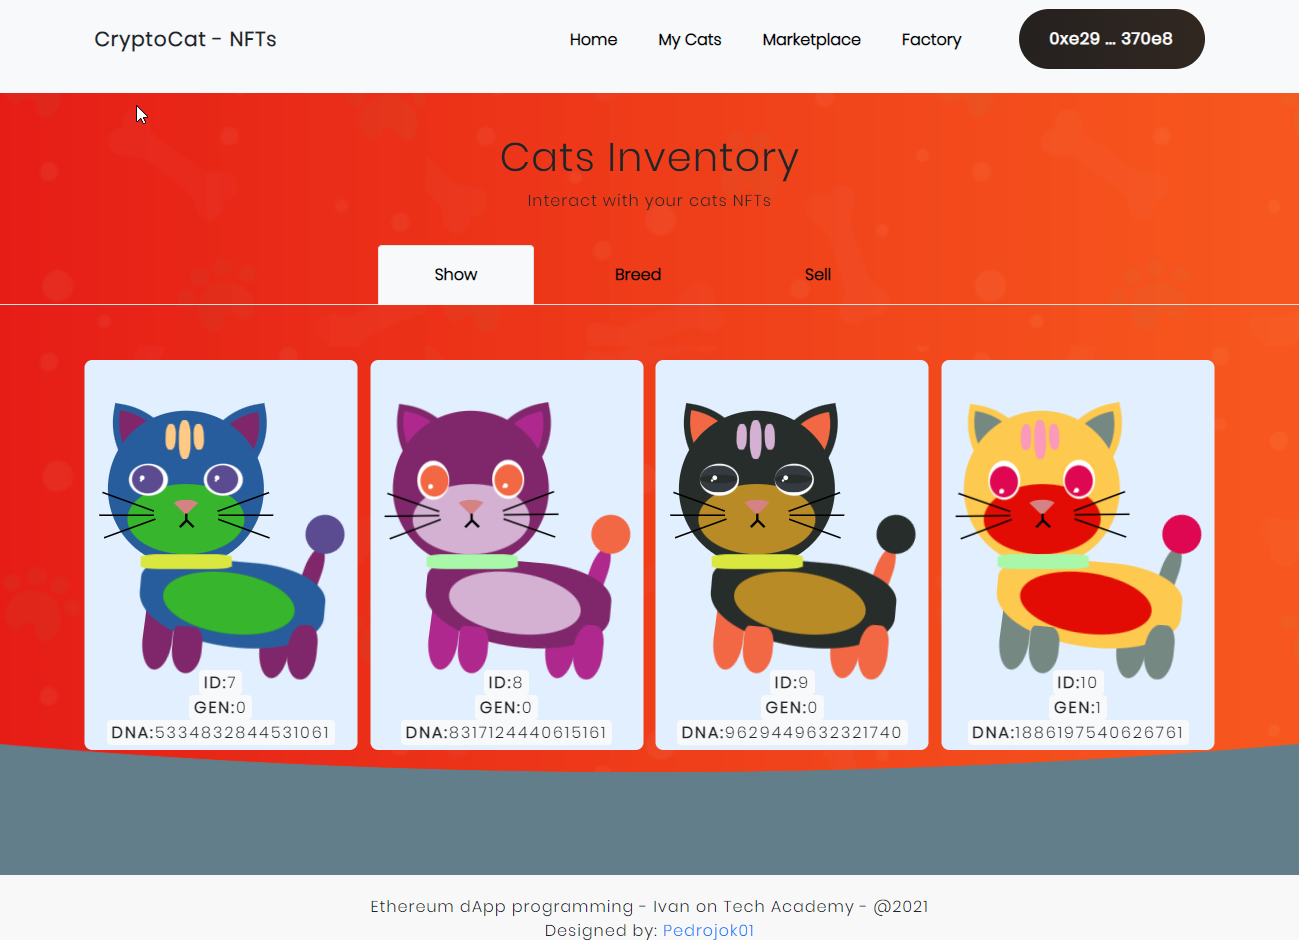 CryptoCat - NFTs Home My Cats Marketplace Factory 0xe29 ... 370e8
Cats Inventory
Interact with your cats NFTs
Show Breed Sell
ID:7 ID:8 ID:9 ID:10
GEN:0 GEN:0 GEN:0 GEN:1
DNA:5334832844531061 DNA:8317124440615161 DNA:9629449632321740 DNA:1886197540626761
Ethereum dApp programming - Ivan on Tech Academy - @2021
Designed by: Pedrojok01